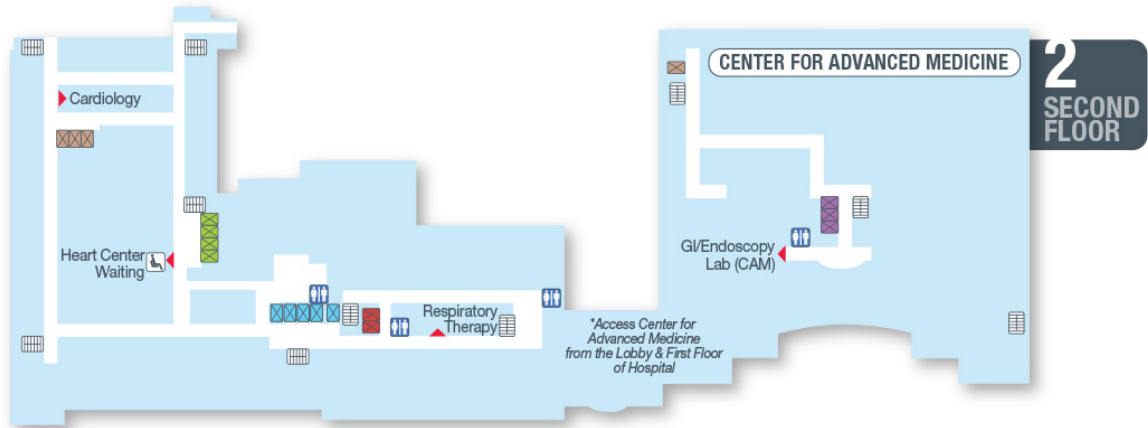 CENTER FOR ADVANCED MEDICINE
2
SECOND
FLOOR
Cardiology
Heart Center
Waiting
GI/Endoscopy
Lab (CAM)
Respiratory
Therapy
*Access Center for
Advanced Medicine
from the Lobby & First Floor
of Hospital